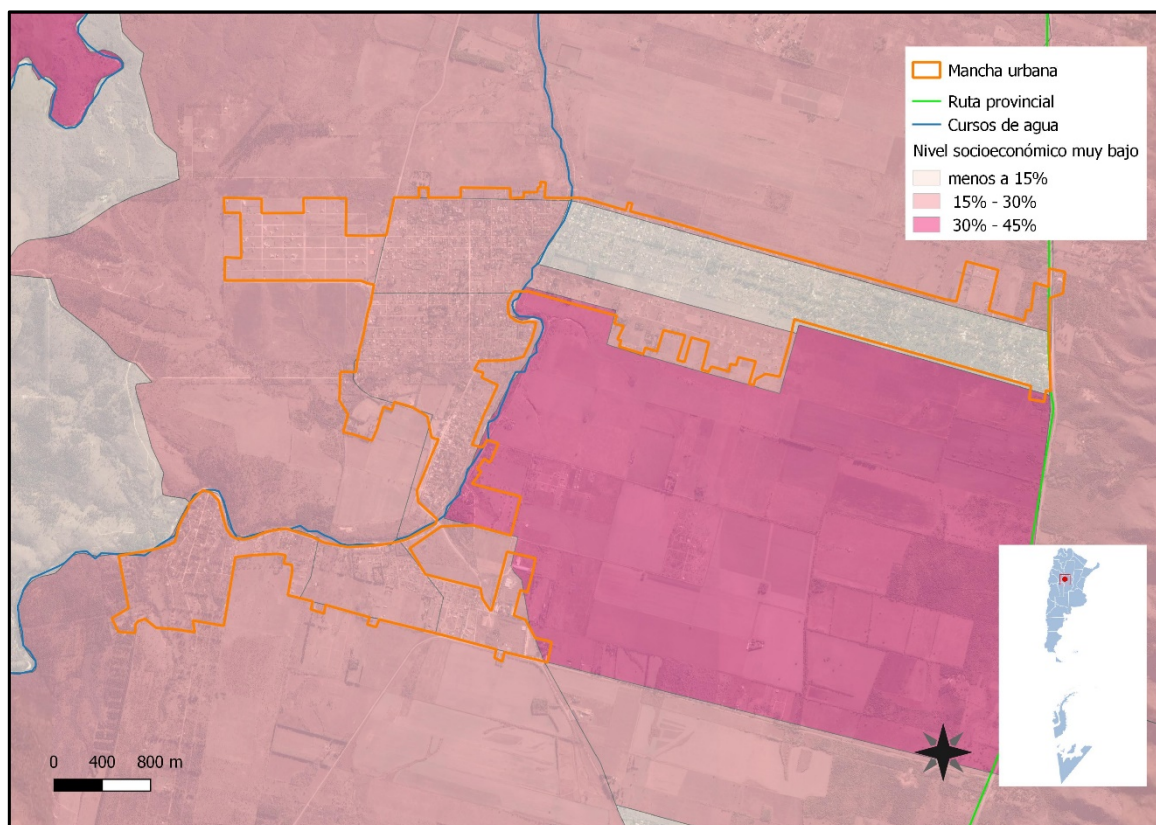 Mancha urbana
Ruta provincial
Cursos de agua
Nivel socioeconómico muy bajo
menos a 15%
15% - 30%
30% - 45%
0 400 800 m